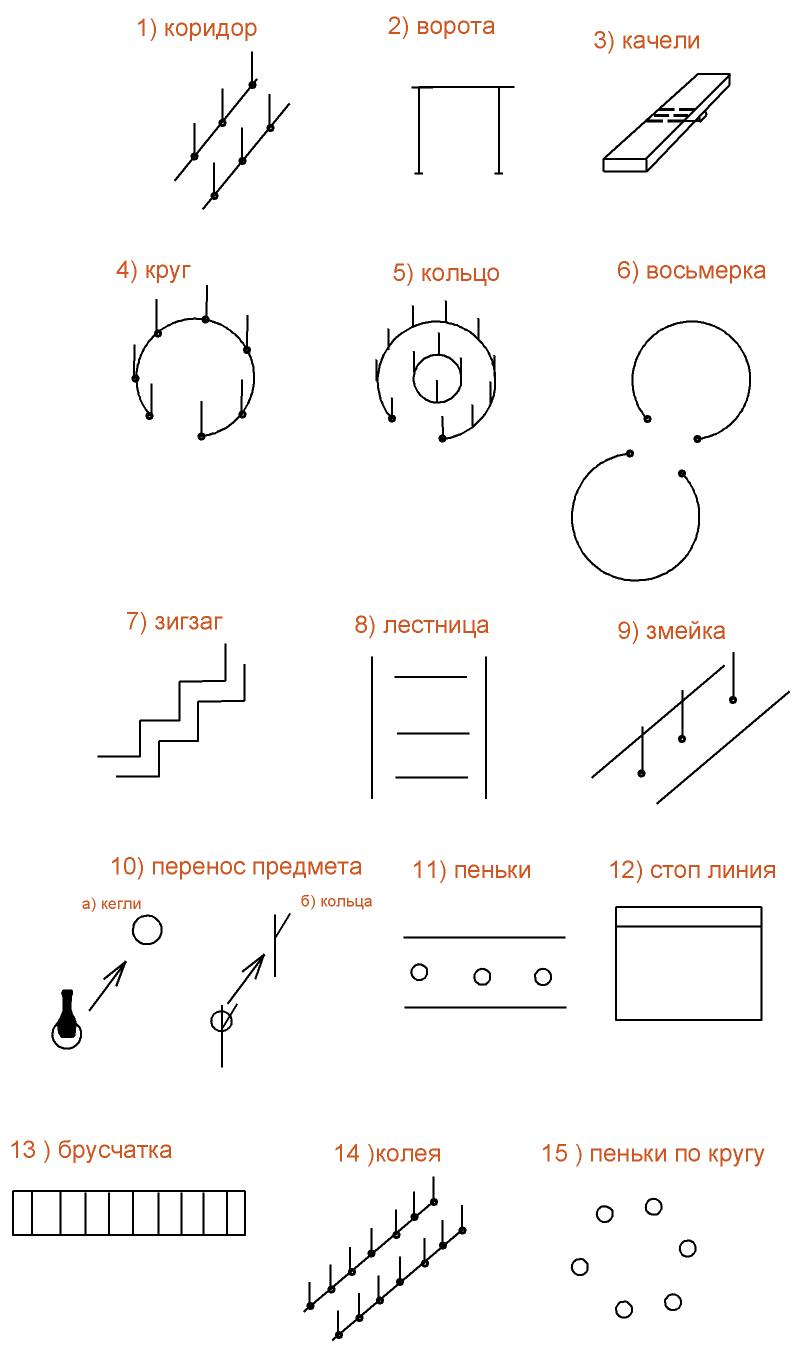 1) коридор
2) ворота
3) качели
4) круг
5) кольцо
6) восьмерка
7) зигзаг
8) лестница
9) змейка
10) перенос предмета
а) кегли
б) кольца
11) пеньки
12) стоп линия
13 ) брусчатка
14 )колея
15 ) пеньки по кругу